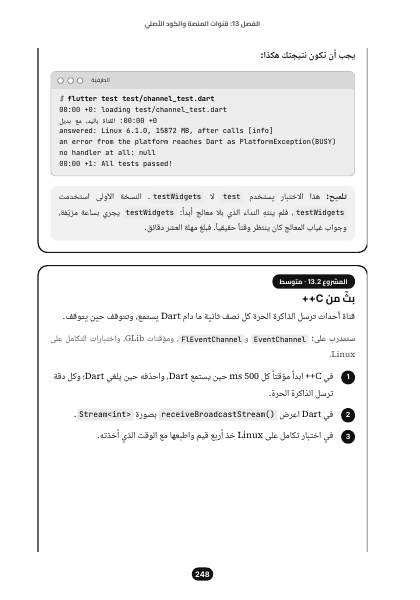 الفصل 13: قنوات المنصة والكود الأصلي
يجب أن تكون نتيجتك هكذا:
الطرفية
$ flutter test test/channel_test.dart
00:00 +0: loading test/channel_test.dart
00:00 +0: القناة باليد، مع بديل
answered: Linux 6.1.0, 15872 MB, after calls [info]
an error from the platform reaches Dart as PlatformException(BUSY)
no handler at all: null
00:00 +1: All tests passed!
تلميح: هذا الاختبار يستخدم test لا testWidgets. النسخة الأولى استخدمت
testWidgets، فلم ينتهِ النداء الذي بلا معالج أبداً: testWidgets يجري بساعة مزيّفة،
وجواب غياب المعالج كان ينتظر وقتاً حقيقياً. فبلغ مهلة العشر دقائق.
المشروع 13.2 · متوسط
بثّ من C++
قناة أحداث ترسل الذاكرة الحرة كل نصف ثانية ما دام Dart يستمع، وتتوقف حين يتوقف.
ستتدرب على: EventChannel و FlEventChannel، ومؤقتات GLib، واختبارات التكامل على
Linux.
1 في C++ ابدأ مؤقتاً كل 500 ms حين يستمع Dart، واحذفه حين يلغي Dart؛ وكل دقة
ترسل الذاكرة الحرة.
2 في Dart اعرض receiveBroadcastStream() بصورة Stream<int>.
3 في اختبار تكامل على Linux خذ أربع قيم واطبعها مع الوقت الذي أخذته.
248